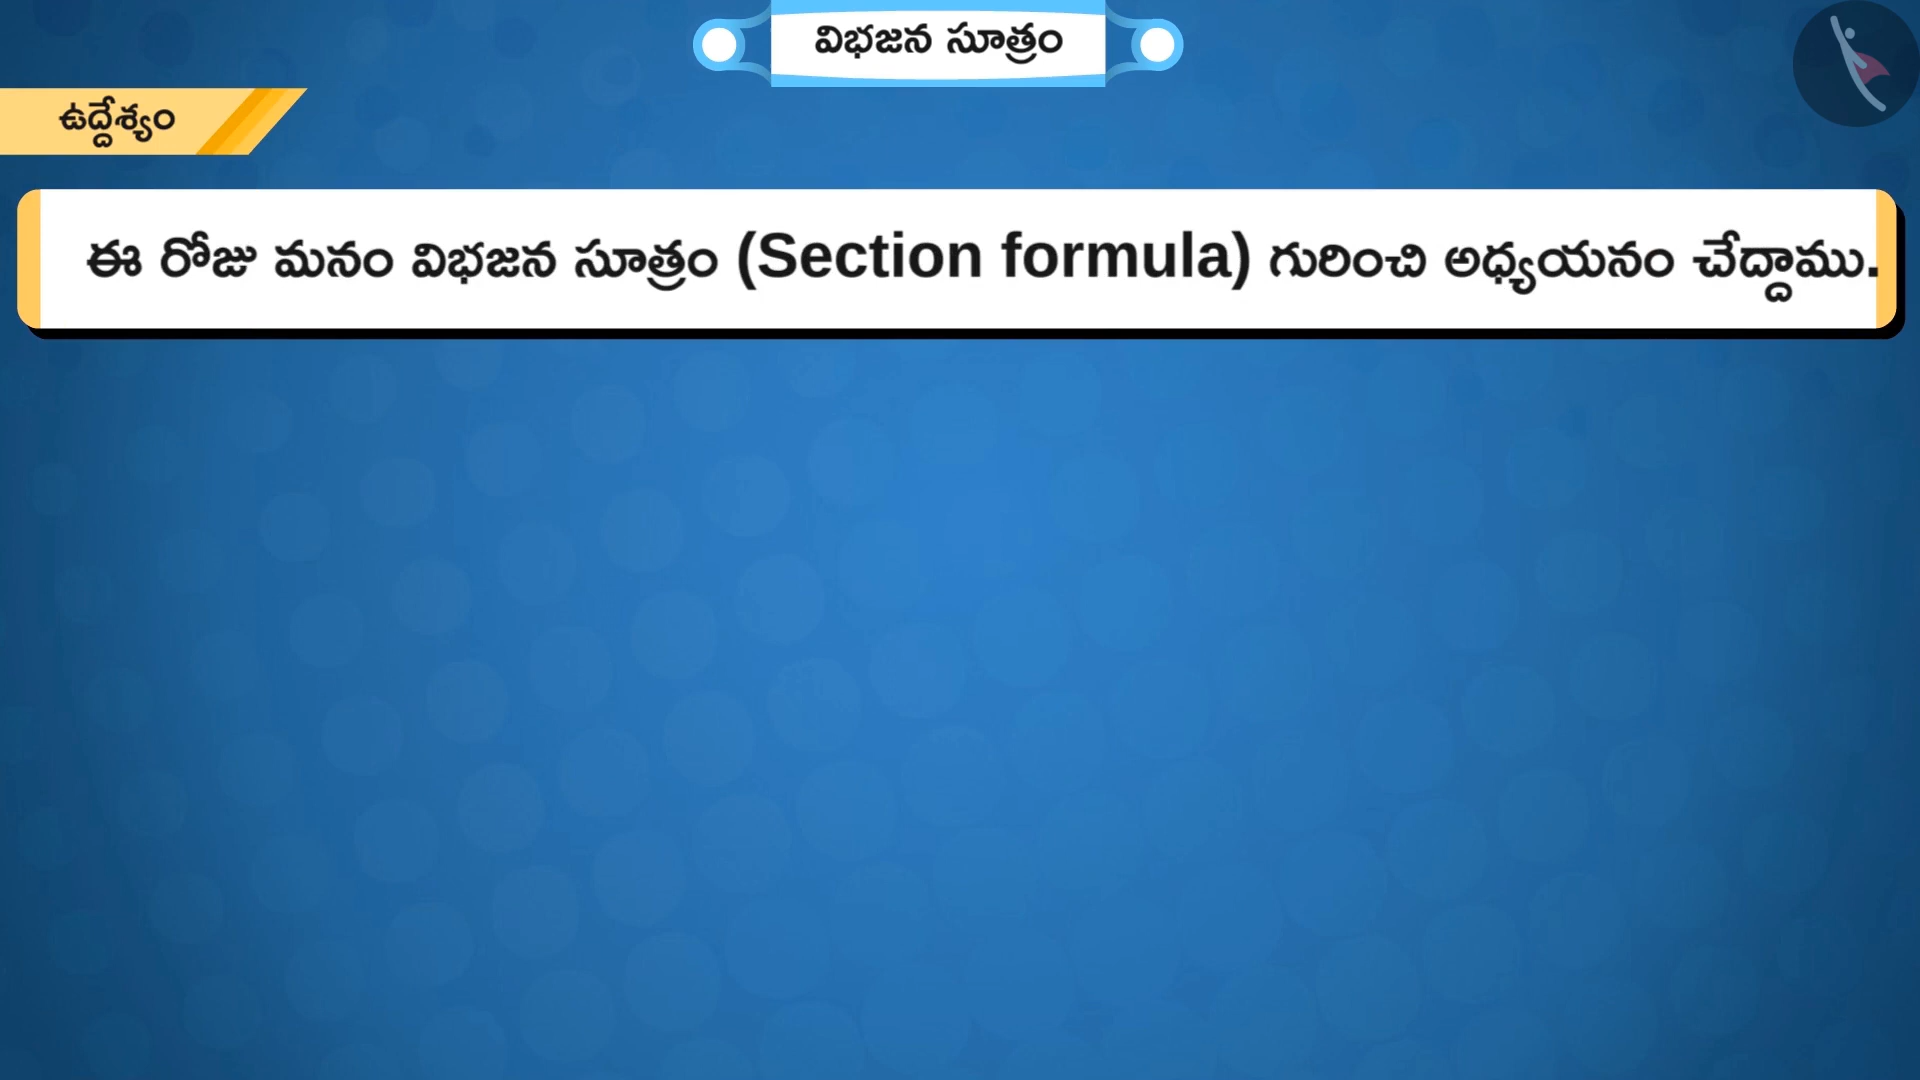 విభజన సూత్రం
ఉద్దేశ్యం
ఈ రోజు మనం విభజన సూత్రం (Section formula) గురించి అధ్యయనం చేద్దాము.